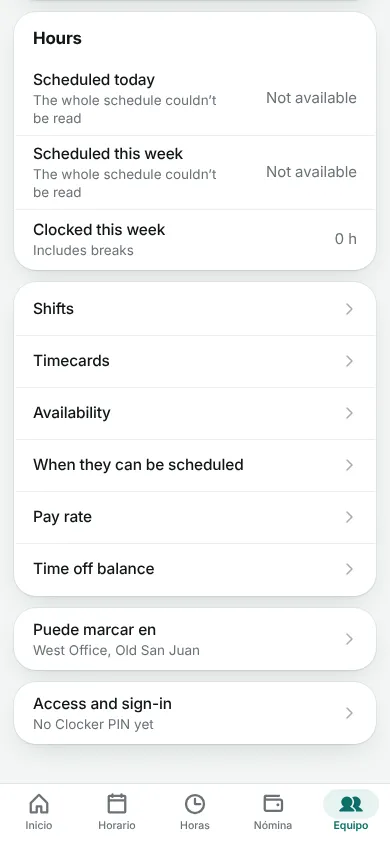 Hours
Scheduled today
The whole schedule couldn’t
be read
Not available
Scheduled this week
The whole schedule couldn’t
be read
Not available
Clocked this week
Includes breaks
0 h
Shifts
Timecards
Availability
When they can be scheduled
Pay rate
Time off balance
Puede marcar en
West Office, Old San Juan
Access and sign-in
No Clocker PIN yet
Inicio
Horario
Horas
Nómina
Equipo